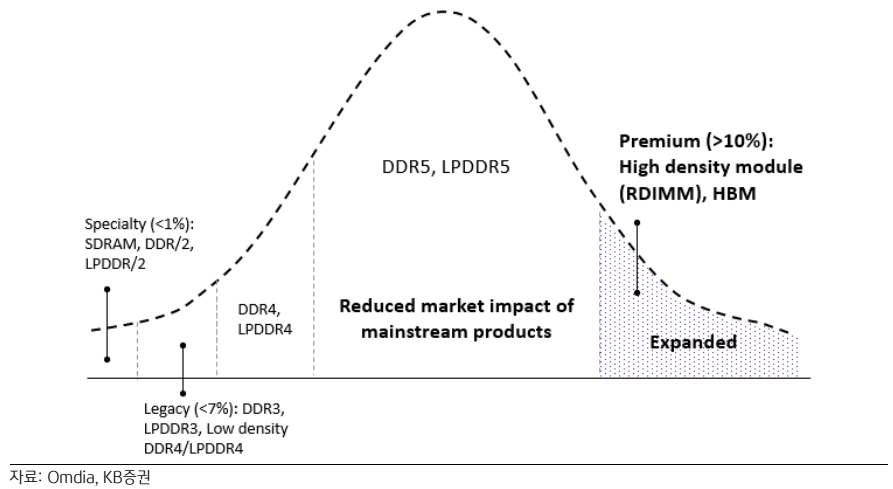 Premium (>10%):
High density module
(RDIMM), HBM
DDR5, LPDDR5
Specialty (<1%):
SDRAM, DDR/2,
LPDDR/2
DDR4,
LPDDR4
Reduced market impact of
mainstream products
Expanded
Legacy (<7%): DDR3,
LPDDR3, Low density
DDR4/LPDDR4
자료: Omdia, KB증권